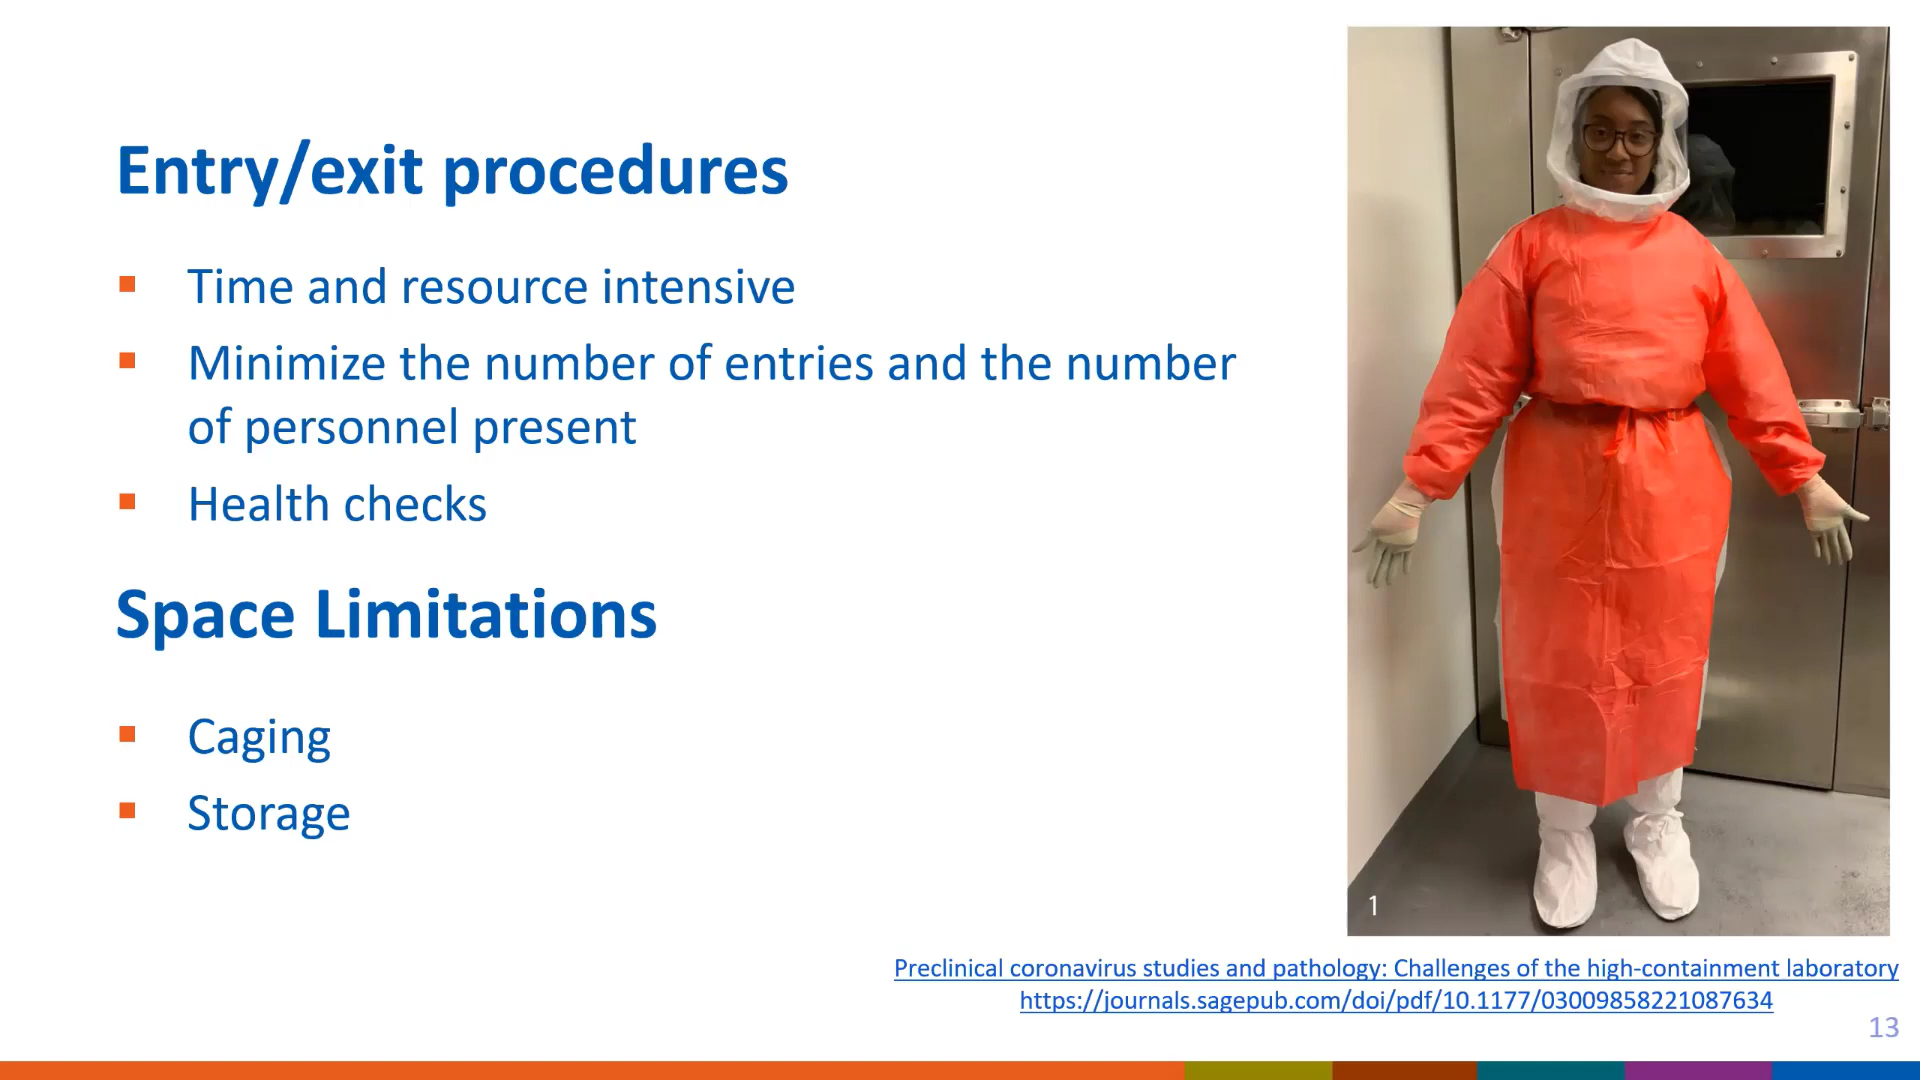 Entry/exit procedures
Time and resource intensive
Minimize the number of entries and the number
of personnel present
Health checks
Space Limitations
Caging
Storage
1
Preclinical coronavirus studies and pathology: Challenges of the high-containment laboratory
https://journals.sagepub.com/doi/pdf/10.1177/03009858221087634
13